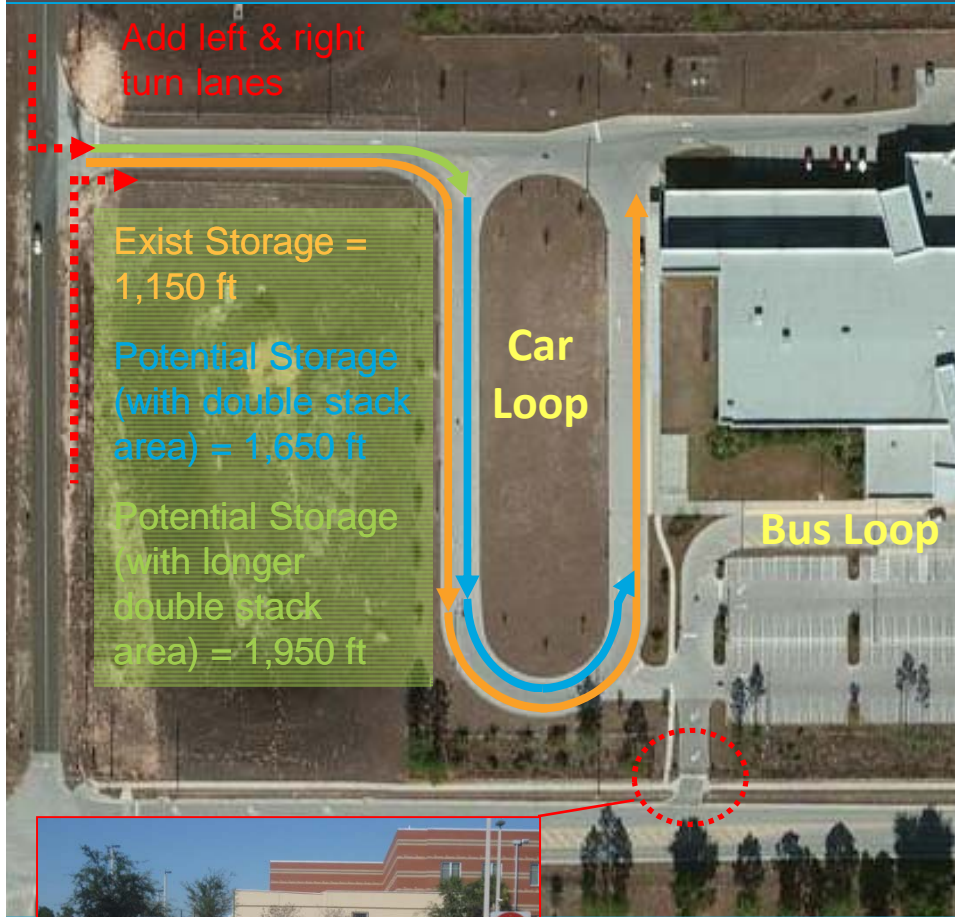 Add left & right
turn lanes
Exist Storage =
1,150 ft
Potential Storage
(with double stack
area) = 1,650 ft
Potential Storage
(with longer
double stack
area) = 1,950 ft
Car
Loop
Bus Loop